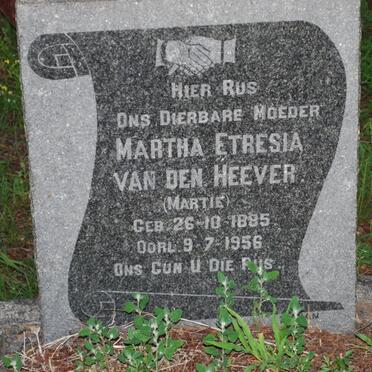 Hier Rus
Ons Dierbare Moeder
Martha Etresia
van den Heever
(Martie)
Geb. 26-10-1895
Oorl. 9-7-1956
Ons Gun U Die Rus.